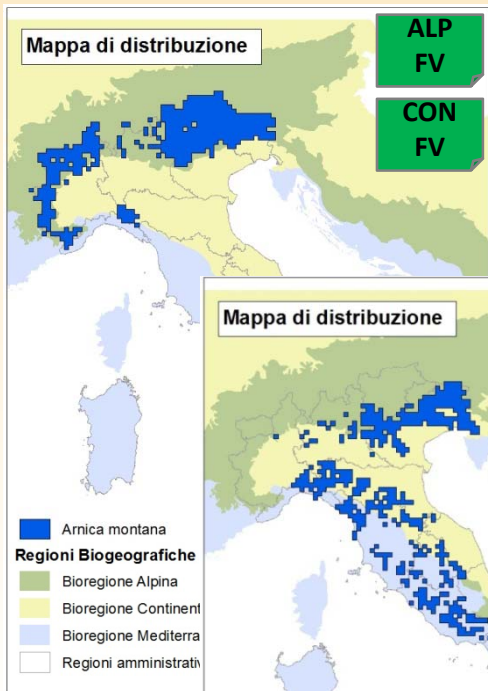 Mappa di distribuzione
ALP
FV
CON
FV
Mappa di distribuzione
Arnica montana
Regioni Biogeografiche
Bioregione Alpina
Bioregione Continent
Bioregione Mediterra
Regioni amministrativ